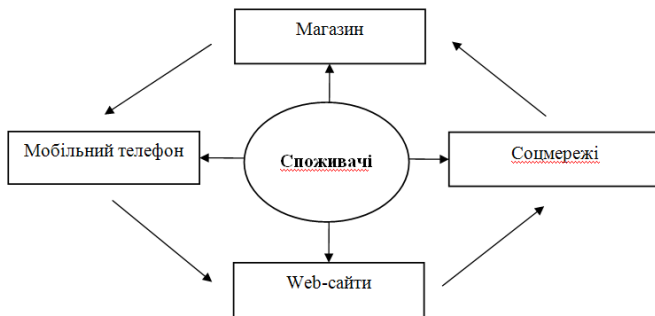 Магазин
Мобільний телефон
Споживачі
Соцмережі
Web-сайти